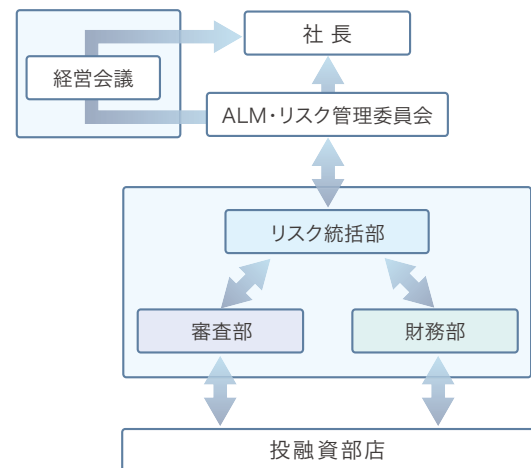 社長
経営会議
ALM・リスク管理委員会
リスク統括部
審査部
財務部
投融資部店